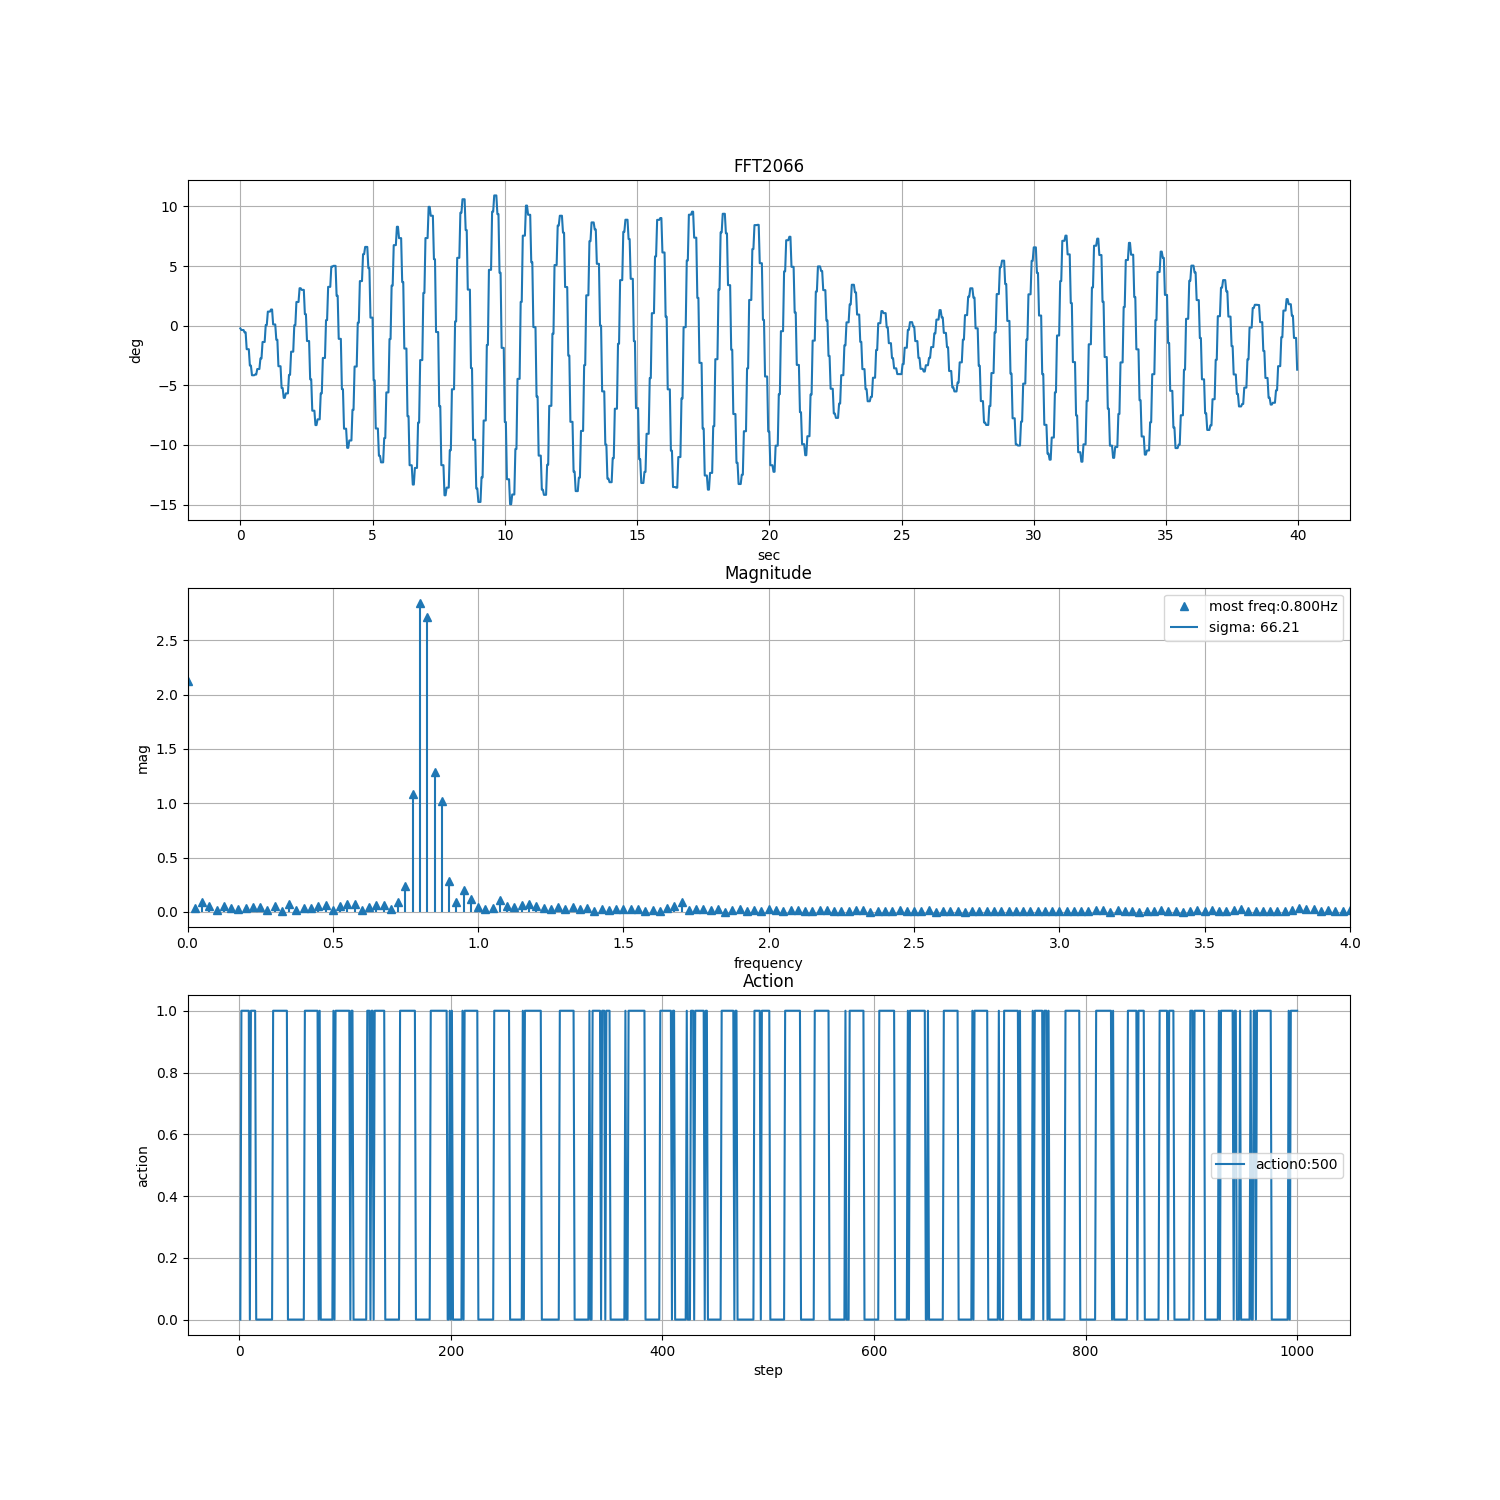 FFT2066
10
5
0
−5
−10
−15
deg
0 5 10 15 20 25 30 35 40
sec
Magnitude
most freq:0.800Hz
sigma: 66.21
2.5
2.0
1.5
1.0
0.5
0.0
mag
0.0 0.5 1.0 1.5 2.0 2.5 3.0 3.5 4.0
frequency
Action
1.0
0.8
0.6
0.4
0.2
0.0
action
action0:500
0 200 400 600 800 1000
step